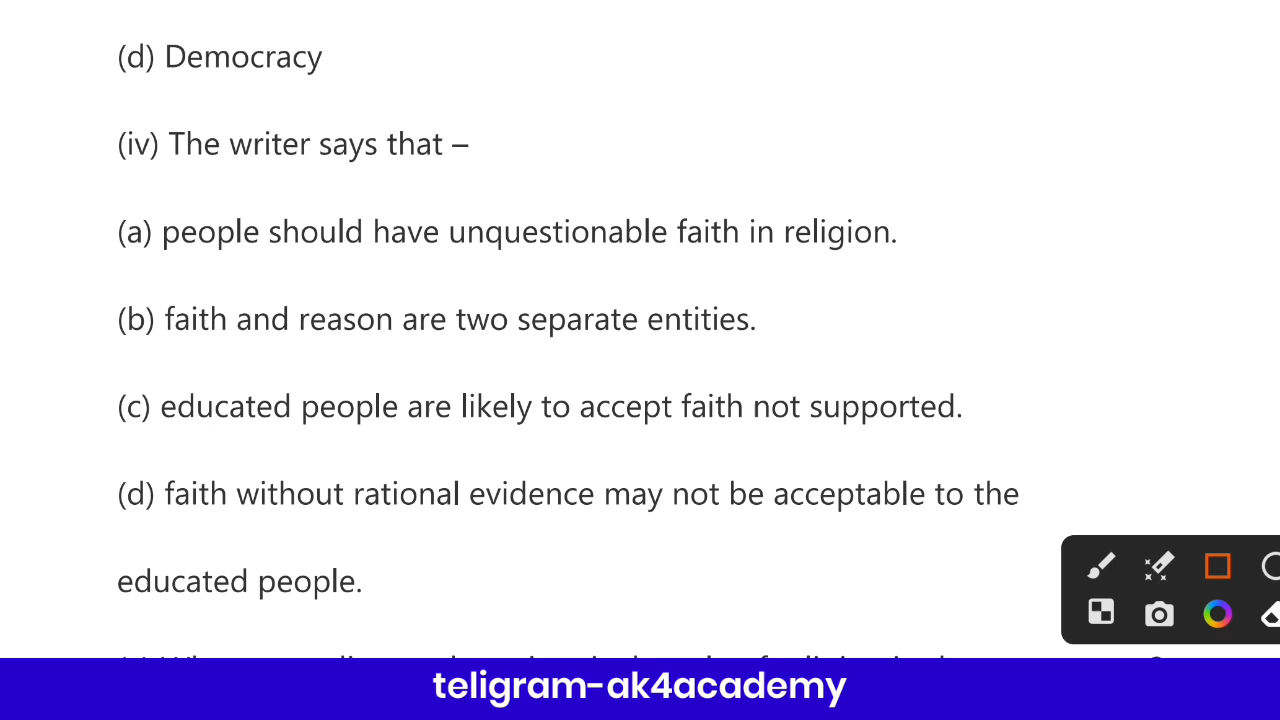 (d) Democracy
(iv) The writer says that –
(a) people should have unquestionable faith in religion.
(b) faith and reason are two separate entities.
(c) educated people are likely to accept faith not supported.
(d) faith without rational evidence may not be acceptable to the
educated people.
teligram-ak4academy